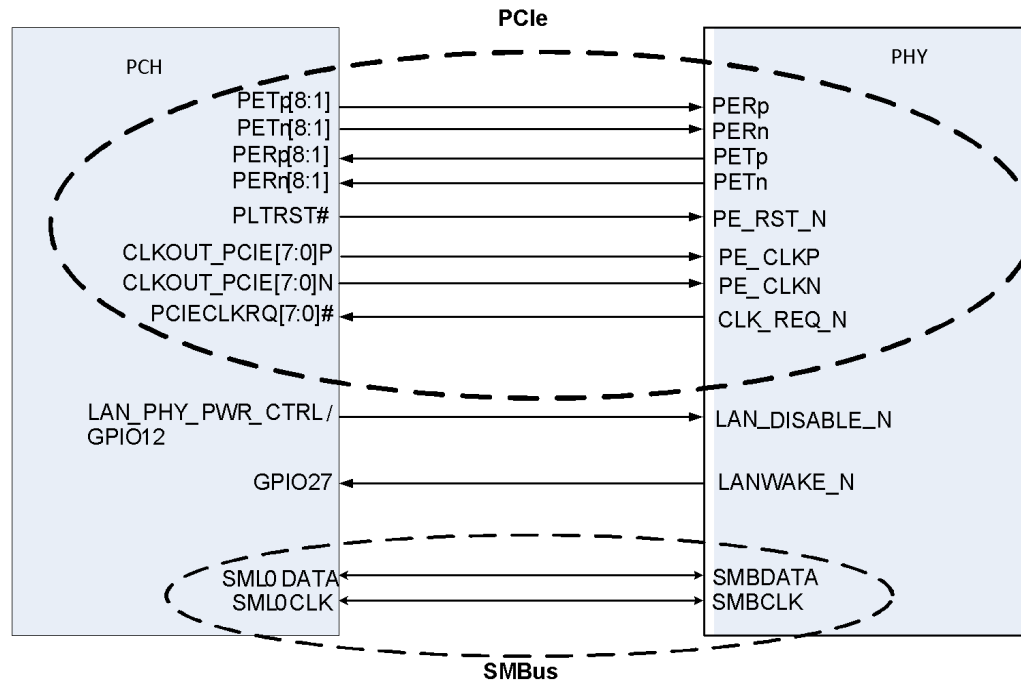 PCIe
PCH PHY
PETp[8:1] PERp
PETn[8:1] PERn
PERp[8:1] PETp
PERn[8:1] PETn
PLTRST# PE_RST_N
CLKOUT_PCIE[7:0]P PE_CLKP
CLKOUT_PCIE[7:0]N PE_CLKN
PCIECLKRQ[7:0]# CLK_REQ_N
LAN_PHY_PWR_CTRL/ LAN_DISABLE_N
GPIO12
GPIO27 LANWAKE_N
SML0DATA SMBDATA
SML0CLK SMBCLK
SMBus